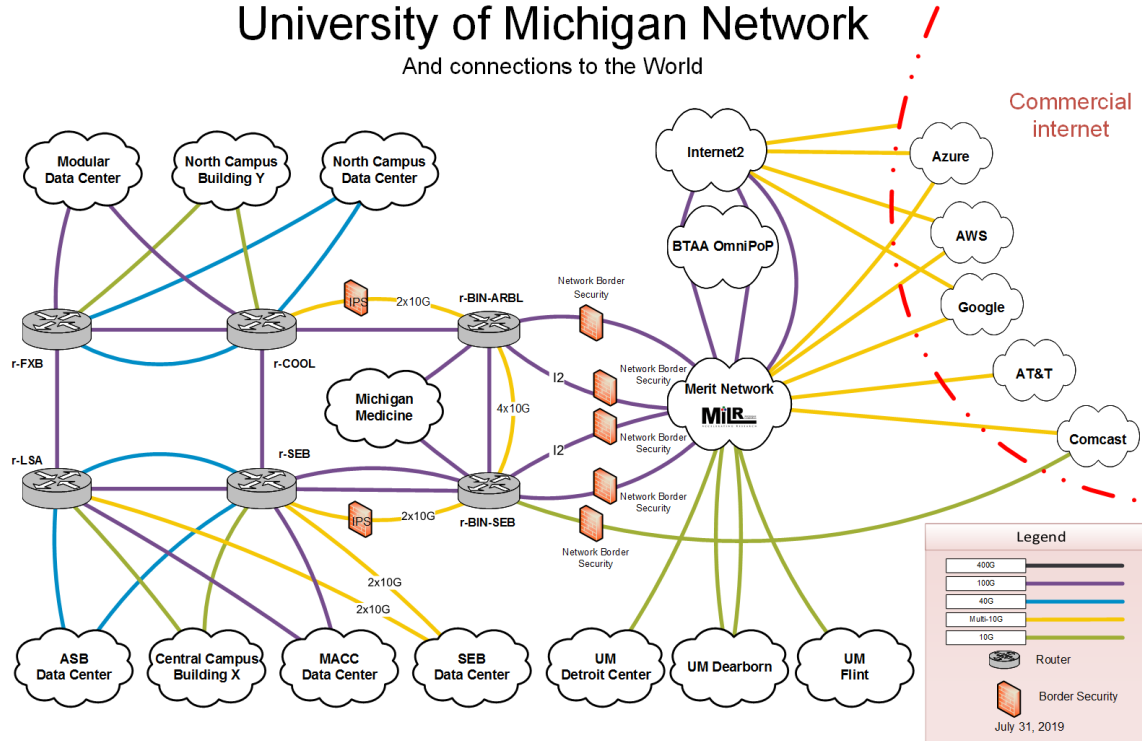 University of Michigan Network
And connections to the World
Commercial
internet
Modular
Data Center
North Campus
Building Y
North Campus
Data Center
Internet2
Azure
BTAA OmniPoP
AWS
Google
IPS
2x10G
r-BIN-ARBL
Network Border
Security
r-FXB
r-COOL
I2
Network Border
Security
Merit Network
MiLR
AT&T
Michigan
Medicine
4x10G
Network Border
Security
Comcast
r-LSA
r-SEB
I2
IPS
2x10G
r-BIN-SEB
Network Border
Security
Network Border
Security
2x10G
2x10G
ASB
Data Center
Central Campus
Building X
MACC
Data Center
SEB
Data Center
UM
Detroit Center
UM Dearborn
UM
Flint
Legend
400G
100G
40G
Multi-10G
10G
Router
Border Security
July 31, 2019